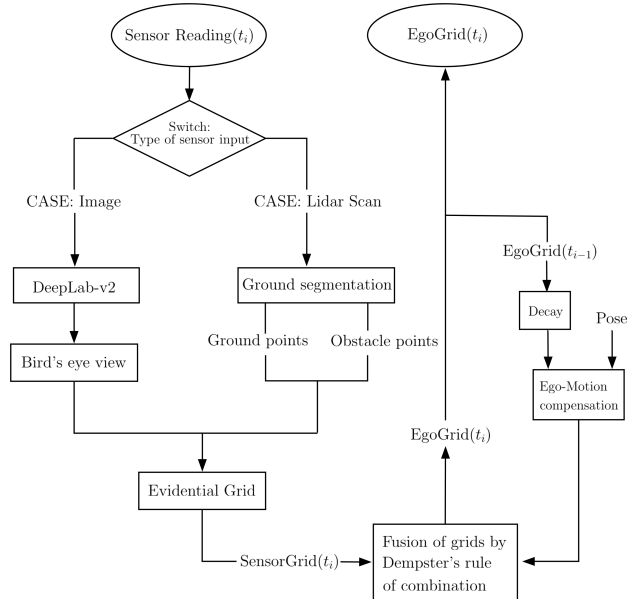 Sensor Reading(t_i)
EgoGrid(t_i)
Switch:
Type of sensor input
CASE: Image
CASE: Lidar Scan
EgoGrid(t_{i−1})
DeepLab-v2
Ground segmentation
Decay
Pose
Ground points
Obstacle points
Bird's eye view
Ego-Motion
compensation
EgoGrid(t_i)
Evidential Grid
SensorGrid(t_i)
Fusion of grids by
Dempster's rule
of combination